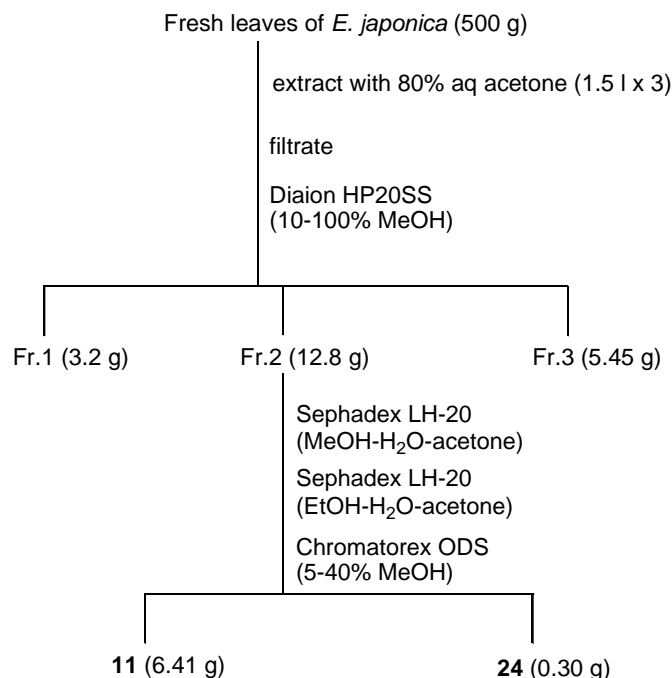 Fresh leaves of E. japonica (500 g)
extract with 80% aq acetone (1.5 l x 3)
filtrate
Diaion HP20SS
(10-100% MeOH)
Fr.1 (3.2 g)
Fr.2 (12.8 g)
Fr.3 (5.45 g)
Sephadex LH-20
(MeOH-H₂O-acetone)
Sephadex LH-20
(EtOH-H₂O-acetone)
Chromatorex ODS
(5-40% MeOH)
11 (6.41 g)
24 (0.30 g)